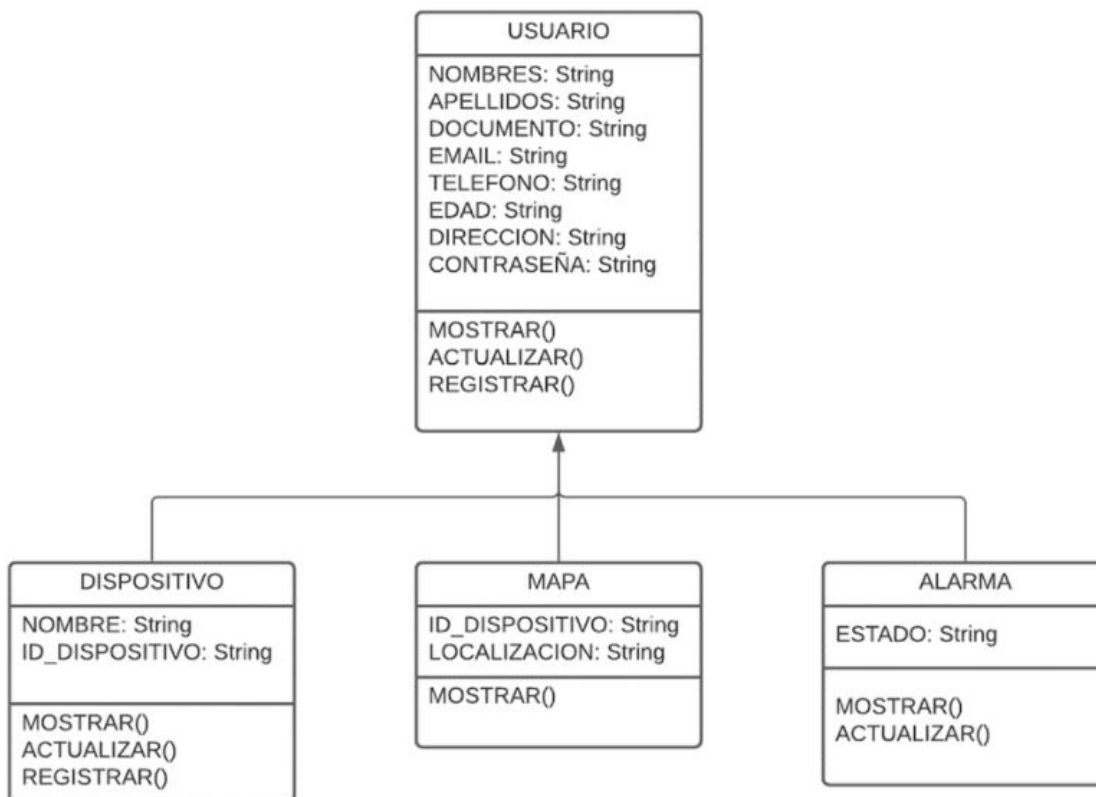 USUARIO
NOMBRES: String
APELLIDOS: String
DOCUMENTO: String
EMAIL: String
TELEFONO: String
EDAD: String
DIRECCION: String
CONTRASEÑA: String
MOSTRAR()
ACTUALIZAR()
REGISTRAR()
DISPOSITIVO
NOMBRE: String
ID_DISPOSITIVO: String
MOSTRAR()
ACTUALIZAR()
REGISTRAR()
MAPA
ID_DISPOSITIVO: String
LOCALIZACION: String
MOSTRAR()
ALARMA
ESTADO: String
MOSTRAR()
ACTUALIZAR()